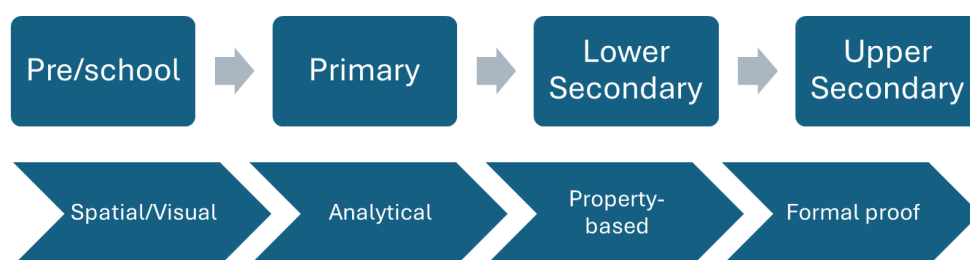 Pre/school
Primary
Lower
Secondary
Upper
Secondary
Spatial/Visual
Analytical
Property-
based
Formal proof